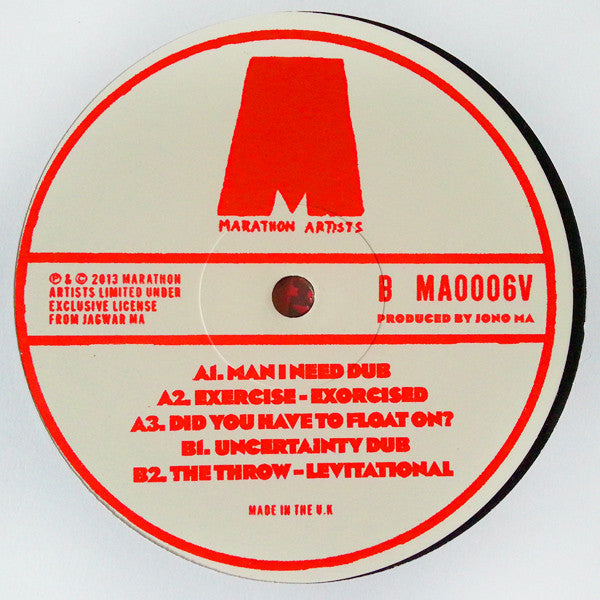 MARATHON ARTISTS
℗ & © 2013 MARATHON
ARTISTS LIMITED UNDER
EXCLUSIVE LICENSE
FROM JAGWAR MA
B MA0006V
PRODUCED BY JONO MA
A1. MAN I NEED DUB
A2. EXERCISE - EXORCISED
A3. DID YOU HAVE TO FLOAT ON?
B1. UNCERTAINTY DUB
B2. THE THROW - LEVITATIONAL
MADE IN THE U.K